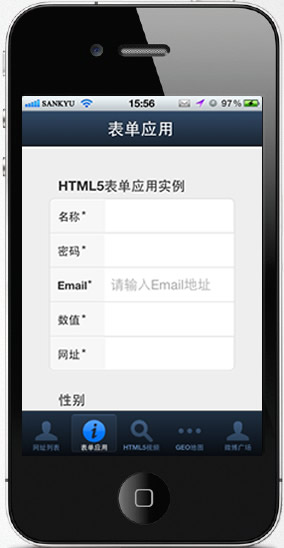 SANKYU 15:56 97%
表单应用
HTML5表单应用实例
名称*
密码*
Email* 请输入Email地址
数值*
网址*
性别
网址列表 表单应用 HTML5视频 GEO地图 微博广场